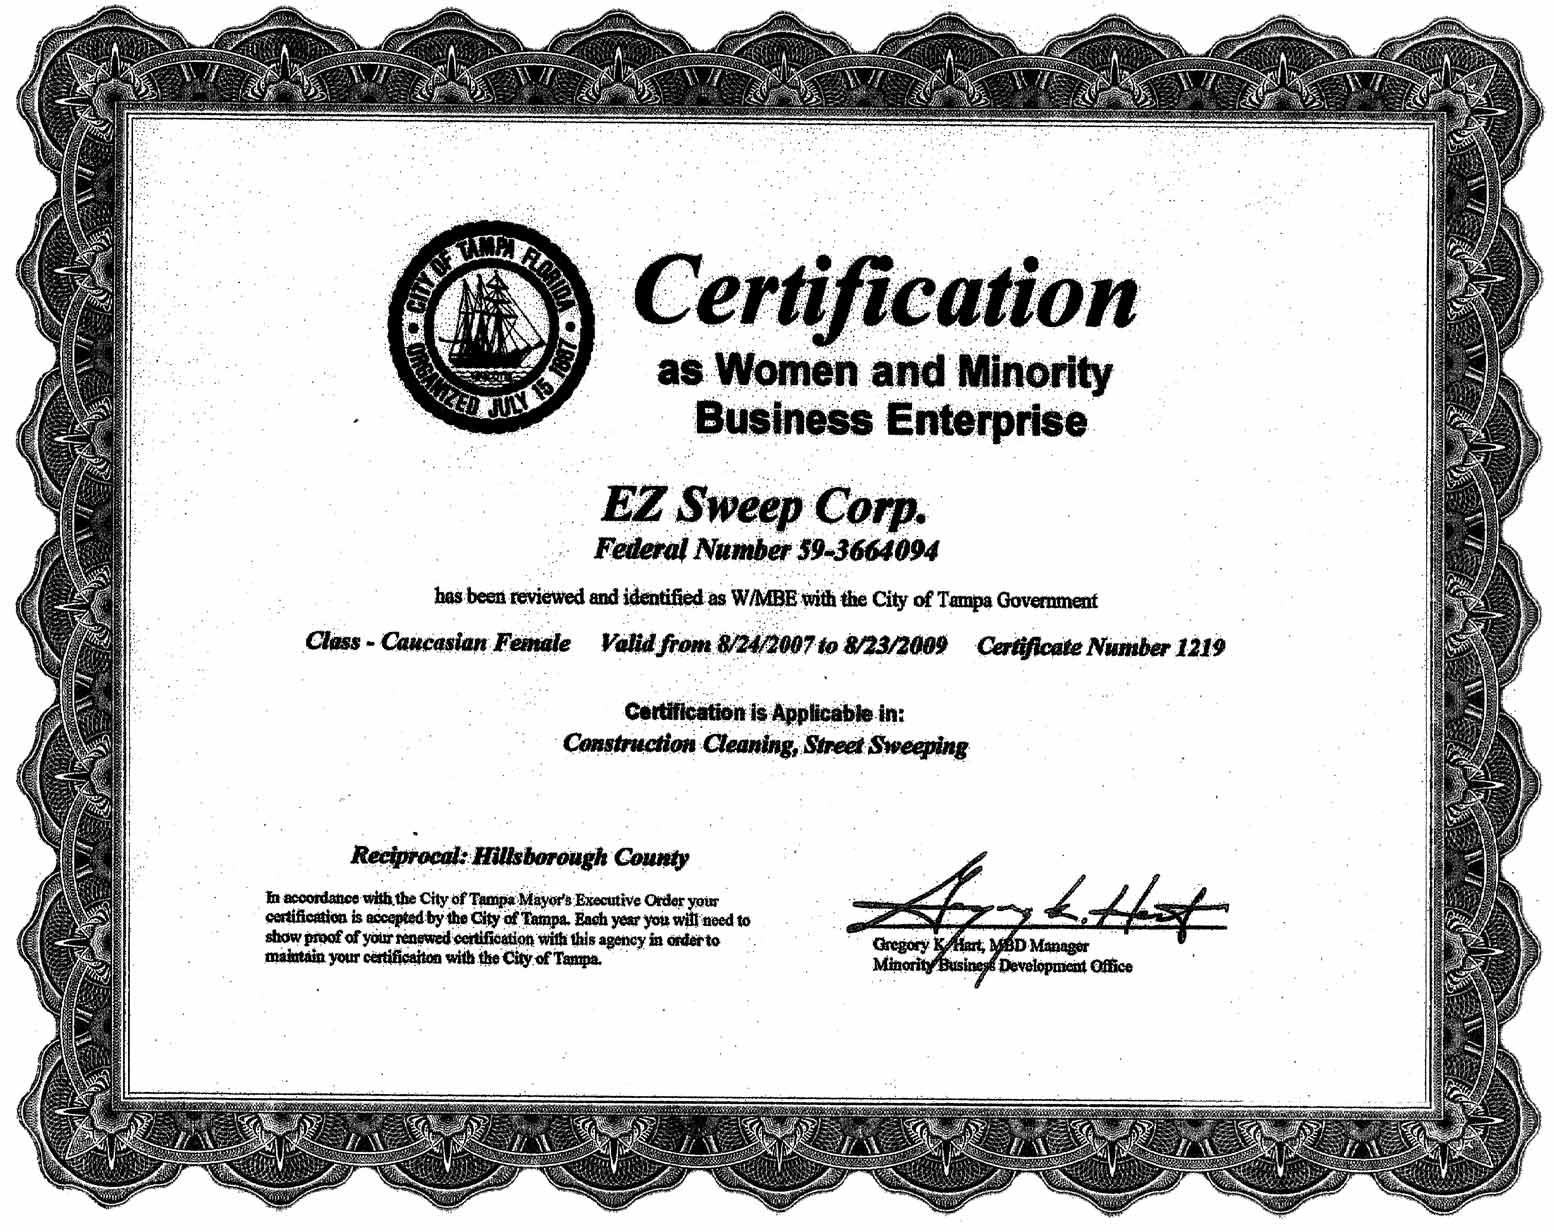 CITY OF TAMPA FLORIDA
ORGANIZED JULY 15 1887
Certification
as Women and Minority
Business Enterprise
EZ Sweep Corp.
Federal Number 59-3664094
has been reviewed and identified as W/MBE with the City of Tampa Government
Class - Caucasian Female Valid from 8/24/2007 to 8/23/2009 Certificate Number 1219
Certification is Applicable in:
Construction Cleaning, Street Sweeping
Reciprocal: Hillsborough County
In accordance with the City of Tampa Mayor's Executive Order your
certification is accepted by the City of Tampa. Each year you will need to
show proof of your renewed certification with this agency in order to
maintain your certificaiton with the City of Tampa.
Gregory K. Hart
Gregory K. Hart, MBD Manager
Minority Business Development Office